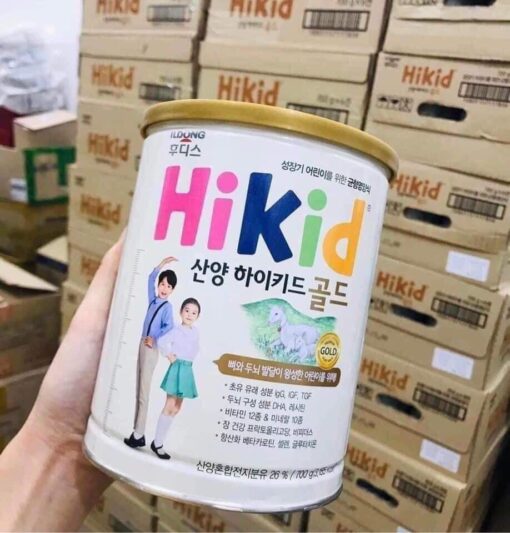 ILDONG
후디스
성장기 어린이를 위한 균형영양식
HiKid
산양 하이키드 골드
GOLD
뼈와 두뇌 발달이 왕성한 어린이를 위해!
• 초유 유래 성분 IgG, IGF, TGF
• 두뇌 구성 성분 DHA, 레시틴
• 비타민 12종 & 미네랄 10종
• 장 건강 프락토올리고당, 비피더스
• 항산화 베타카로틴, 셀렌, 글루타치온
산양혼합전지분유 26 % / 700 g
HiKid
HiKid
HiKid
HiKid
HiKid
HiKid